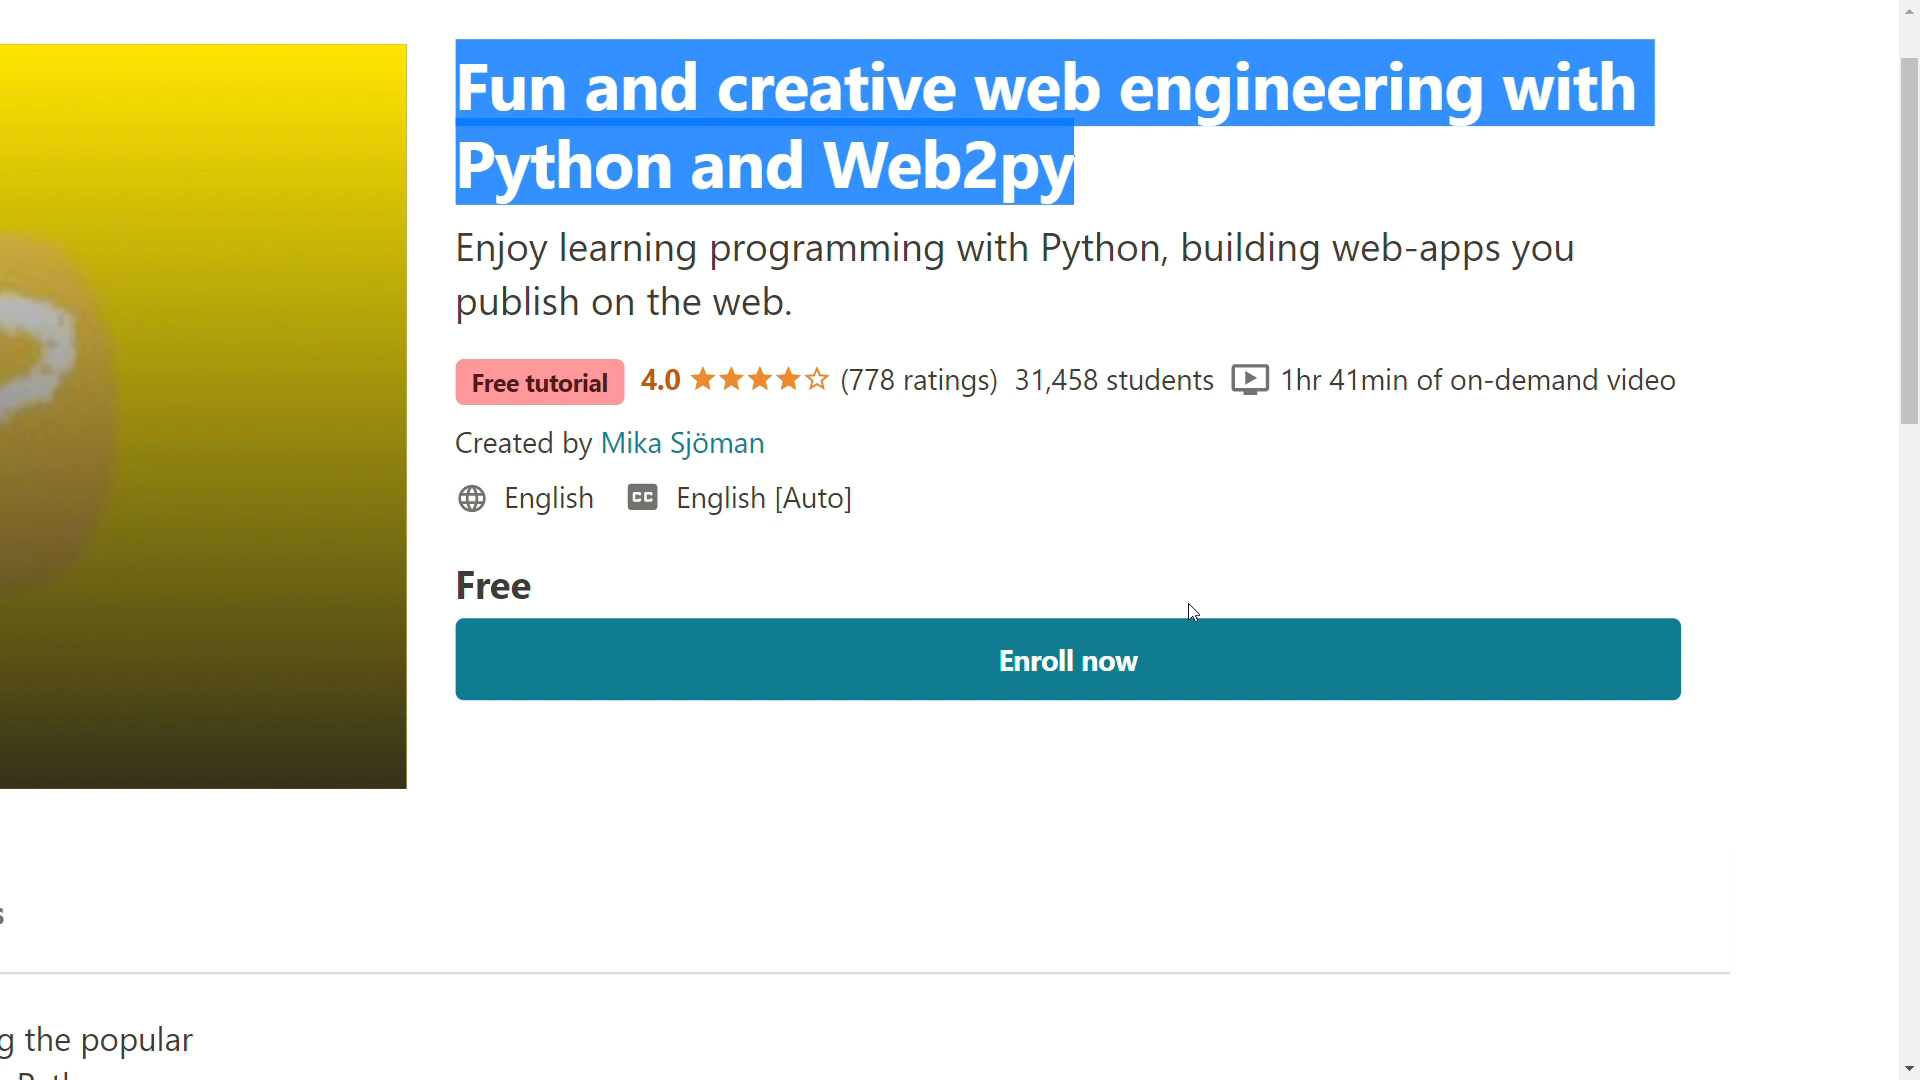 Fun and creative web engineering with
Python and Web2py
Enjoy learning programming with Python, building web-apps you
publish on the web.
Free tutorial 4.0 (778 ratings) 31,458 students 1hr 41min of on-demand video
Created by Mika Sjöman
English CC English [Auto]
Free
Enroll now
s
g the popular